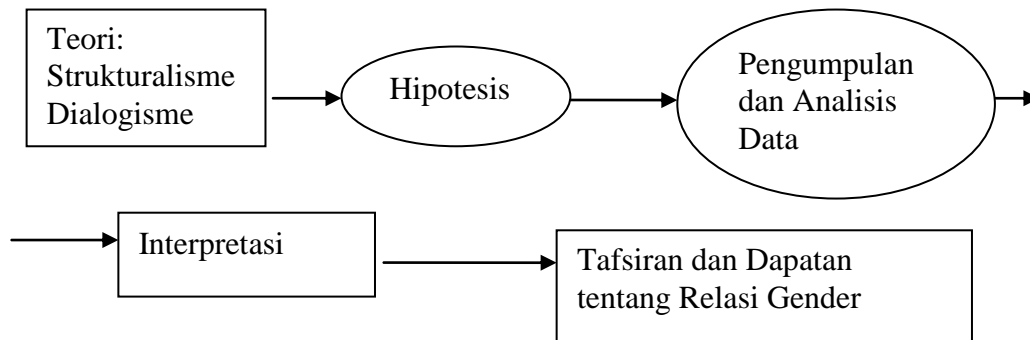 Teori:
Strukturalisme
Dialogisme
Hipotesis
Pengumpulan
dan Analisis
Data
Interpretasi
Tafsiran dan Dapatan
tentang Relasi Gender